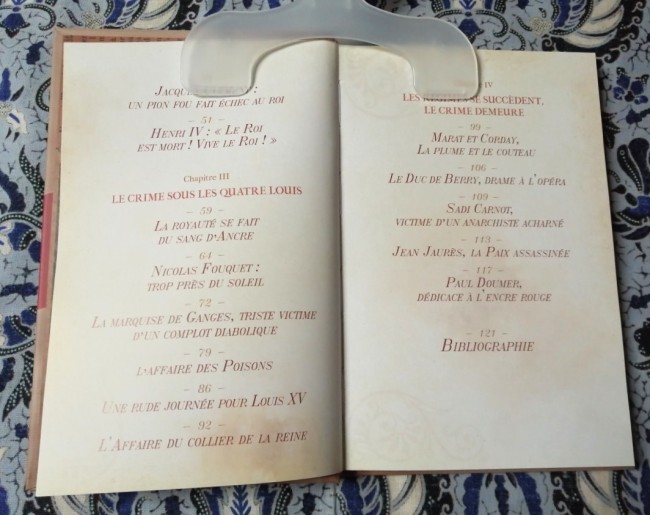 Jacques :
un pion fou fait échec au roi
– 51 –
Henri IV : « Le Roi
est mort ! Vive le Roi ! »
Chapitre III
LE CRIME SOUS LES QUATRE LOUIS
– 59 –
La royauté se fait
du sang d'Ancre
– 64 –
Nicolas Fouquet :
trop près du soleil
– 72 –
La marquise de Ganges, triste victime
d'un complot diabolique
– 79 –
L'affaire des Poisons
– 86 –
Une rude journée pour Louis XV
– 92 –
L'Affaire du collier de la reine
IV
LES SE SUCCÈDENT,
LE CRIME DEMEURE
– 99 –
Marat et Corday,
La plume et le couteau
– 106 –
Le Duc de Berry, drame à l'opéra
– 109 –
Sadi Carnot,
victime d'un anarchiste acharné
– 113 –
Jean Jaurès, la Paix assassinée
– 117 –
Paul Doumer,
dédicace à l'encre rouge
– 121 –
Bibliographie